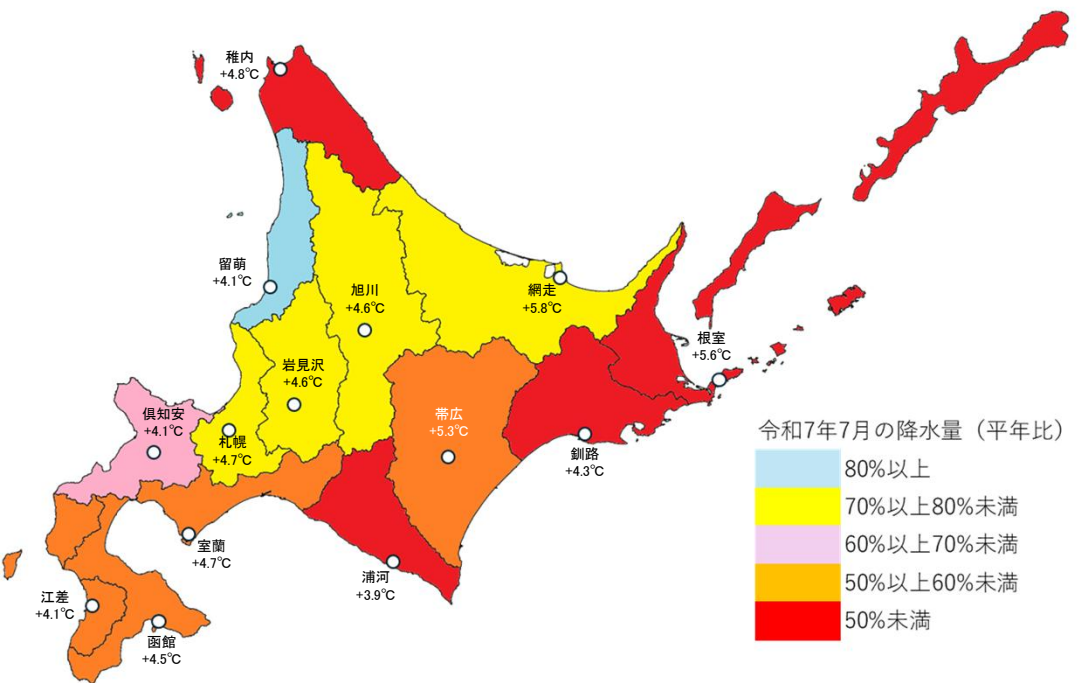 稚内
+4.8℃
留萌
+4.1℃
旭川
+4.6℃
網走
+5.8℃
根室
+5.6℃
岩見沢
+4.6℃
倶知安
+4.1℃
札幌
+4.7℃
帯広
+5.3℃
釧路
+4.3℃
室蘭
+4.7℃
浦河
+3.9℃
江差
+4.1℃
函館
+4.5℃
令和7年7月の降水量（平年比）
80%以上
70%以上80%未満
60%以上70%未満
50%以上60%未満
50%未満